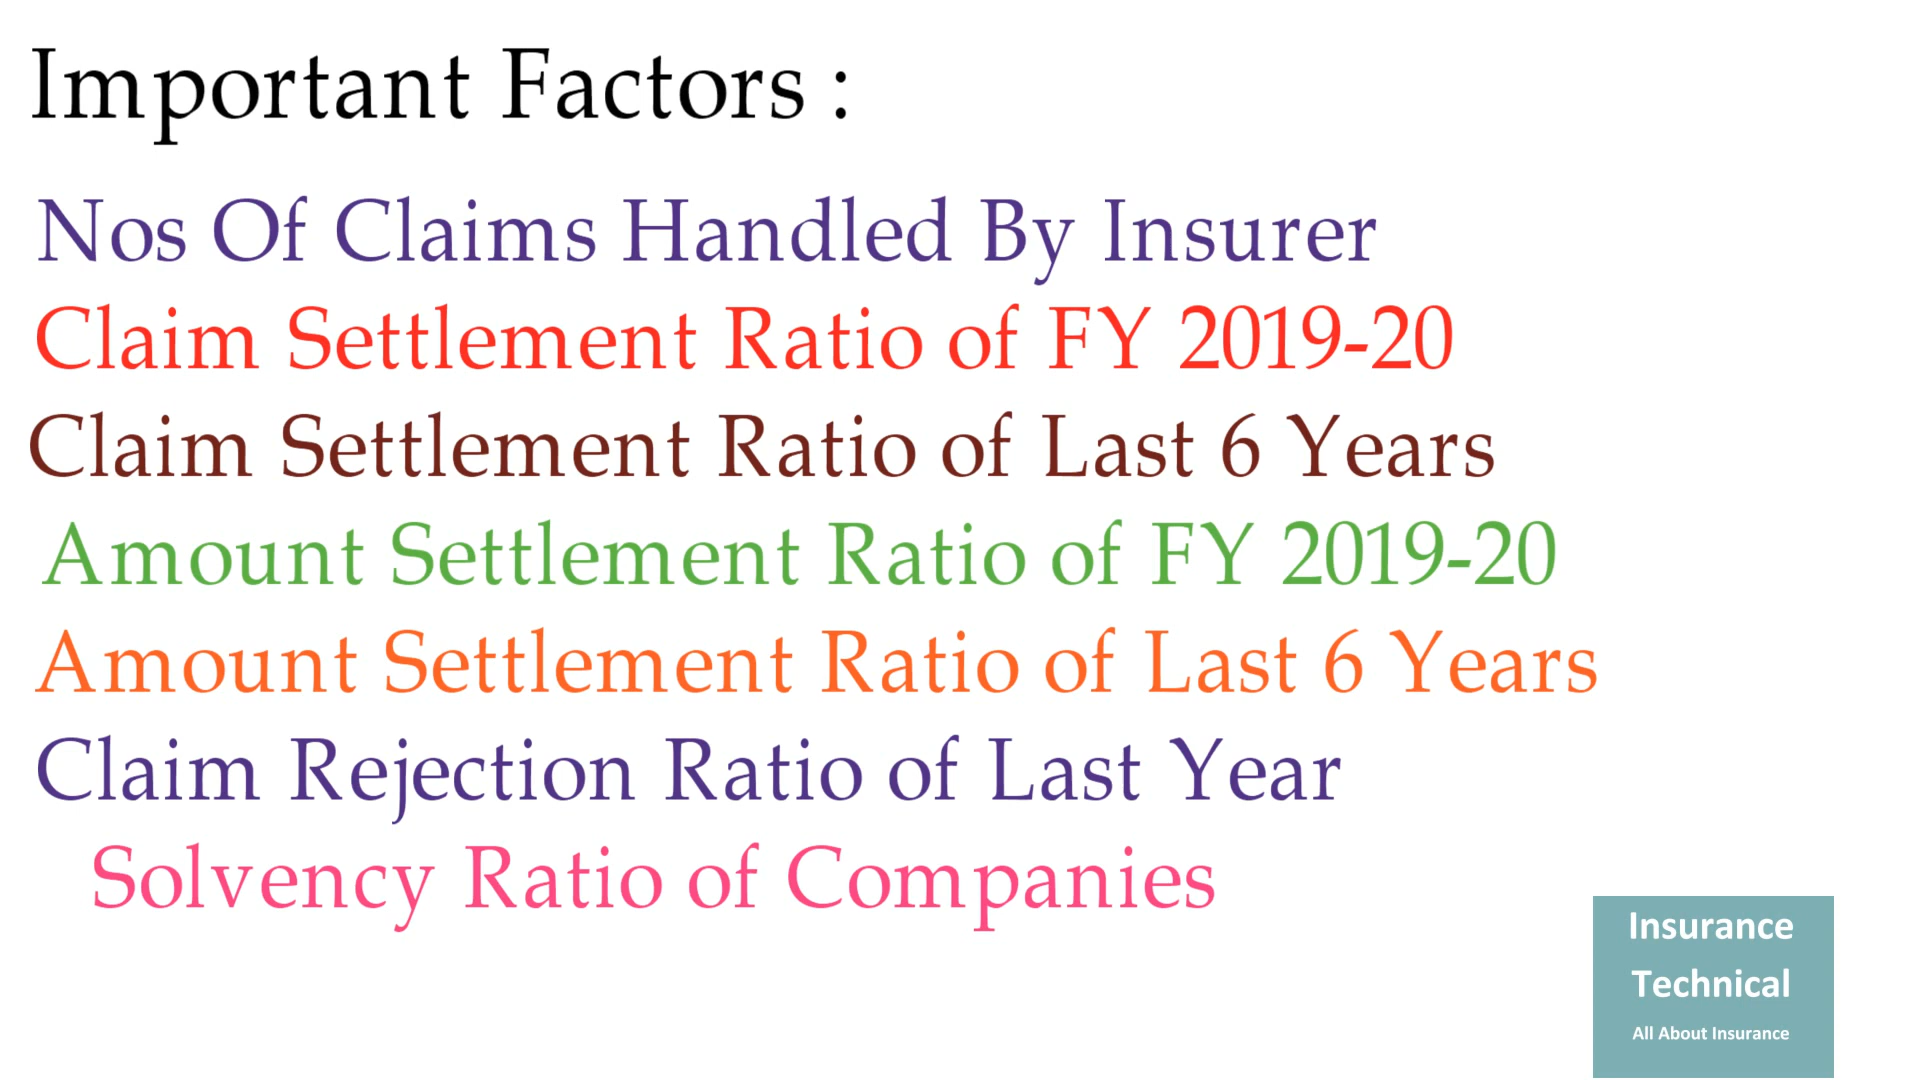 Important Factors :
Nos Of Claims Handled By Insurer
Claim Settlement Ratio of FY 2019-20
Claim Settlement Ratio of Last 6 Years
Amount Settlement Ratio of FY 2019-20
Amount Settlement Ratio of Last 6 Years
Claim Rejection Ratio of Last Year
Solvency Ratio of Companies
Insurance
Technical
All About Insurance